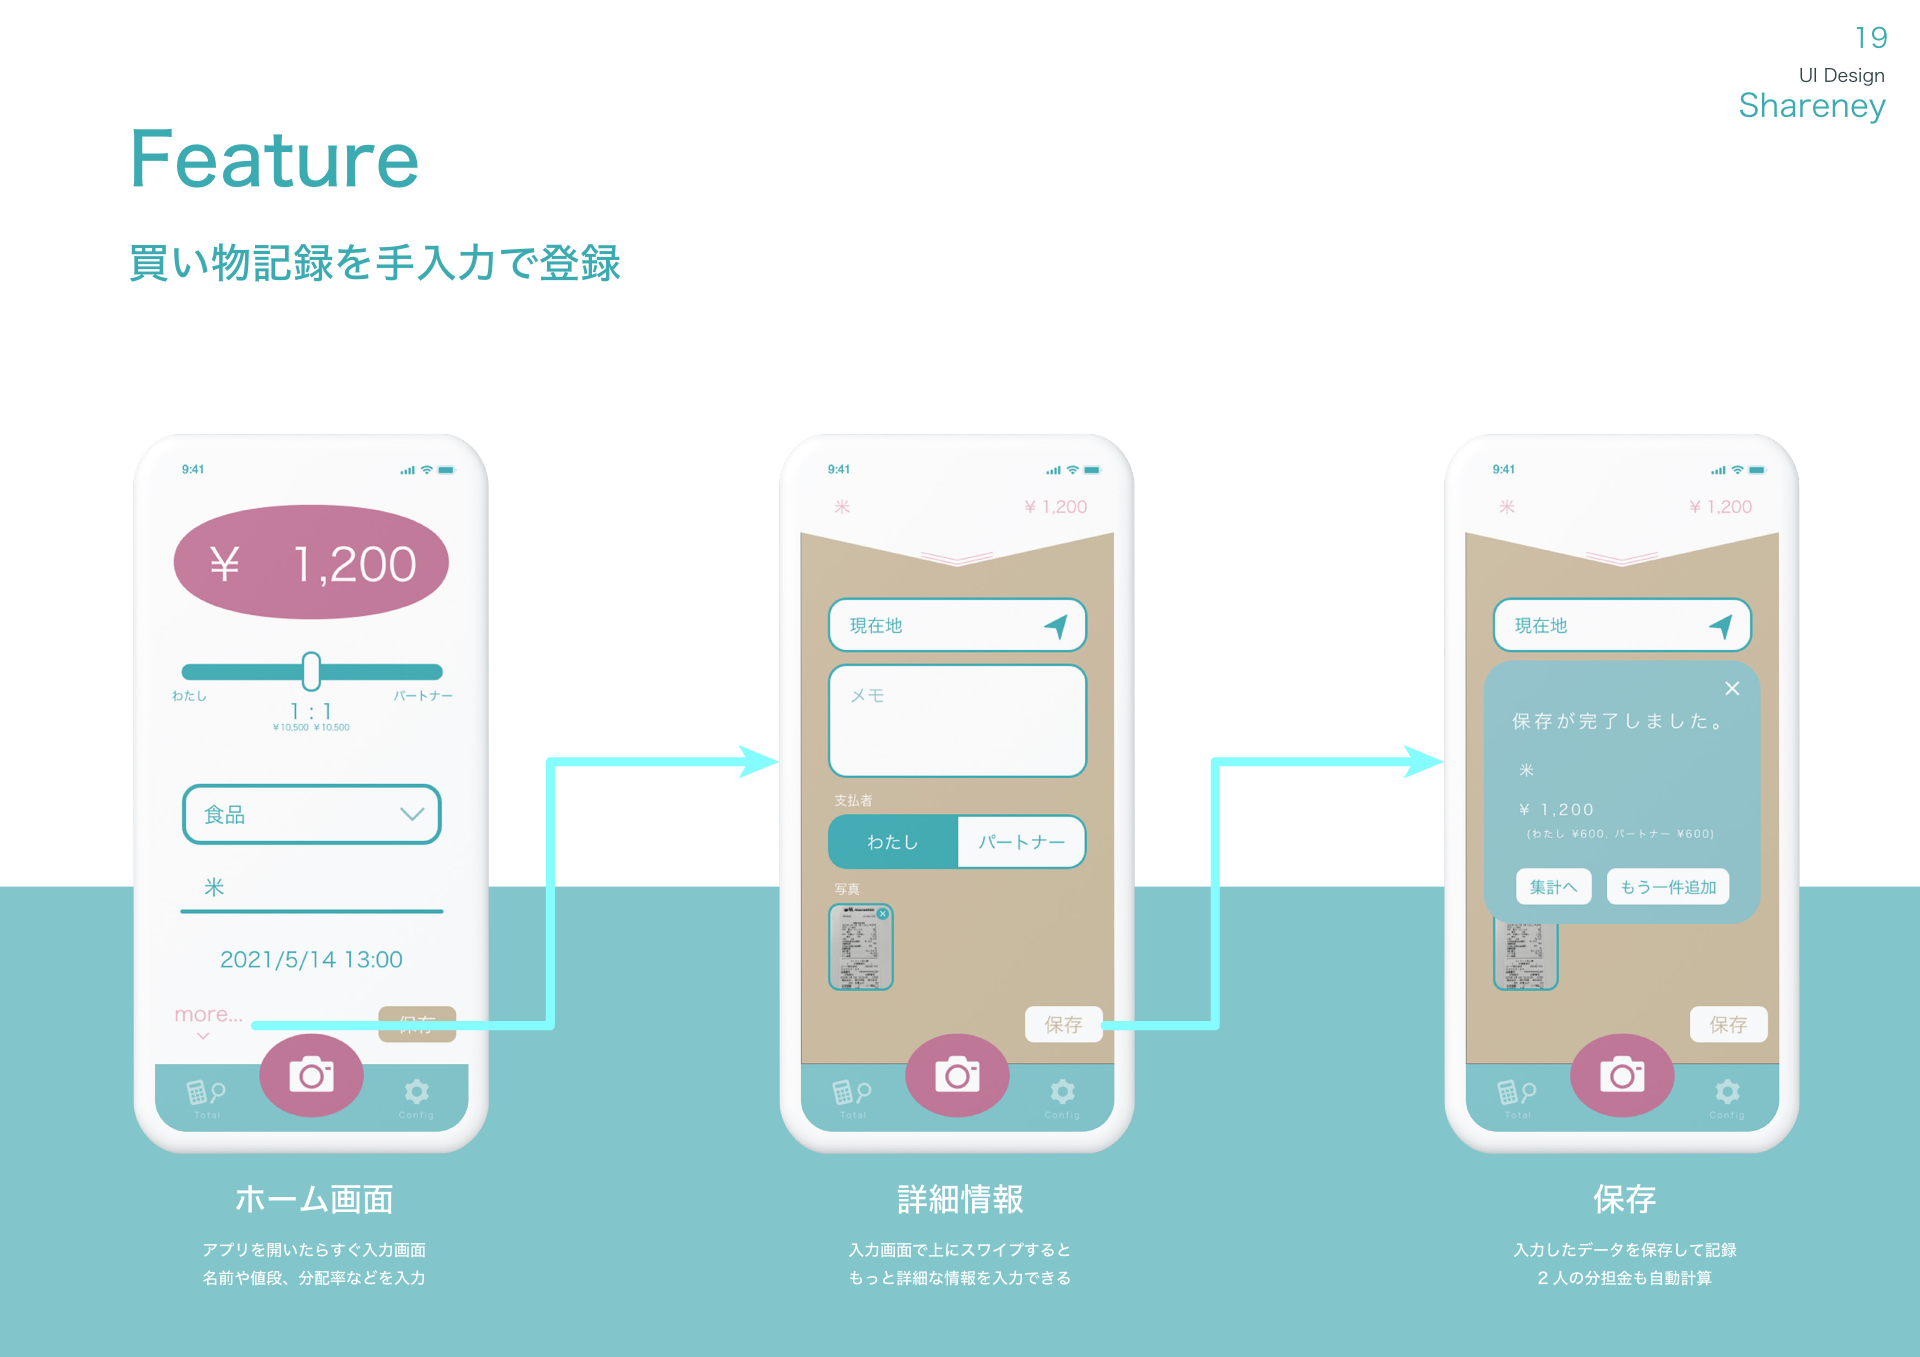 19
UI Design
Shareney
Feature
買い物記録を手入力で登録
9:41
¥ 1,200
わたし
パートナー
1 : 1
¥10,500 ¥10,500
食品
米
2021/5/14 13:00
more...
保存
Total
Config
ホーム画面
アプリを開いたらすぐ入力画面
名前や値段、分配率などを入力
9:41
米
¥ 1,200
現在地
メモ
支払者
わたし
パートナー
写真
保存
Total
Config
詳細情報
入力画面で上にスワイプすると
もっと詳細な情報を入力できる
9:41
米
¥ 1,200
現在地
保存が完了しました。
米
¥ 1,200
(わたし ¥600. パートナー ¥600)
集計へ
もう一件追加
保存
Total
Config
保存
入力したデータを保存して記録
2人の分担金も自動計算